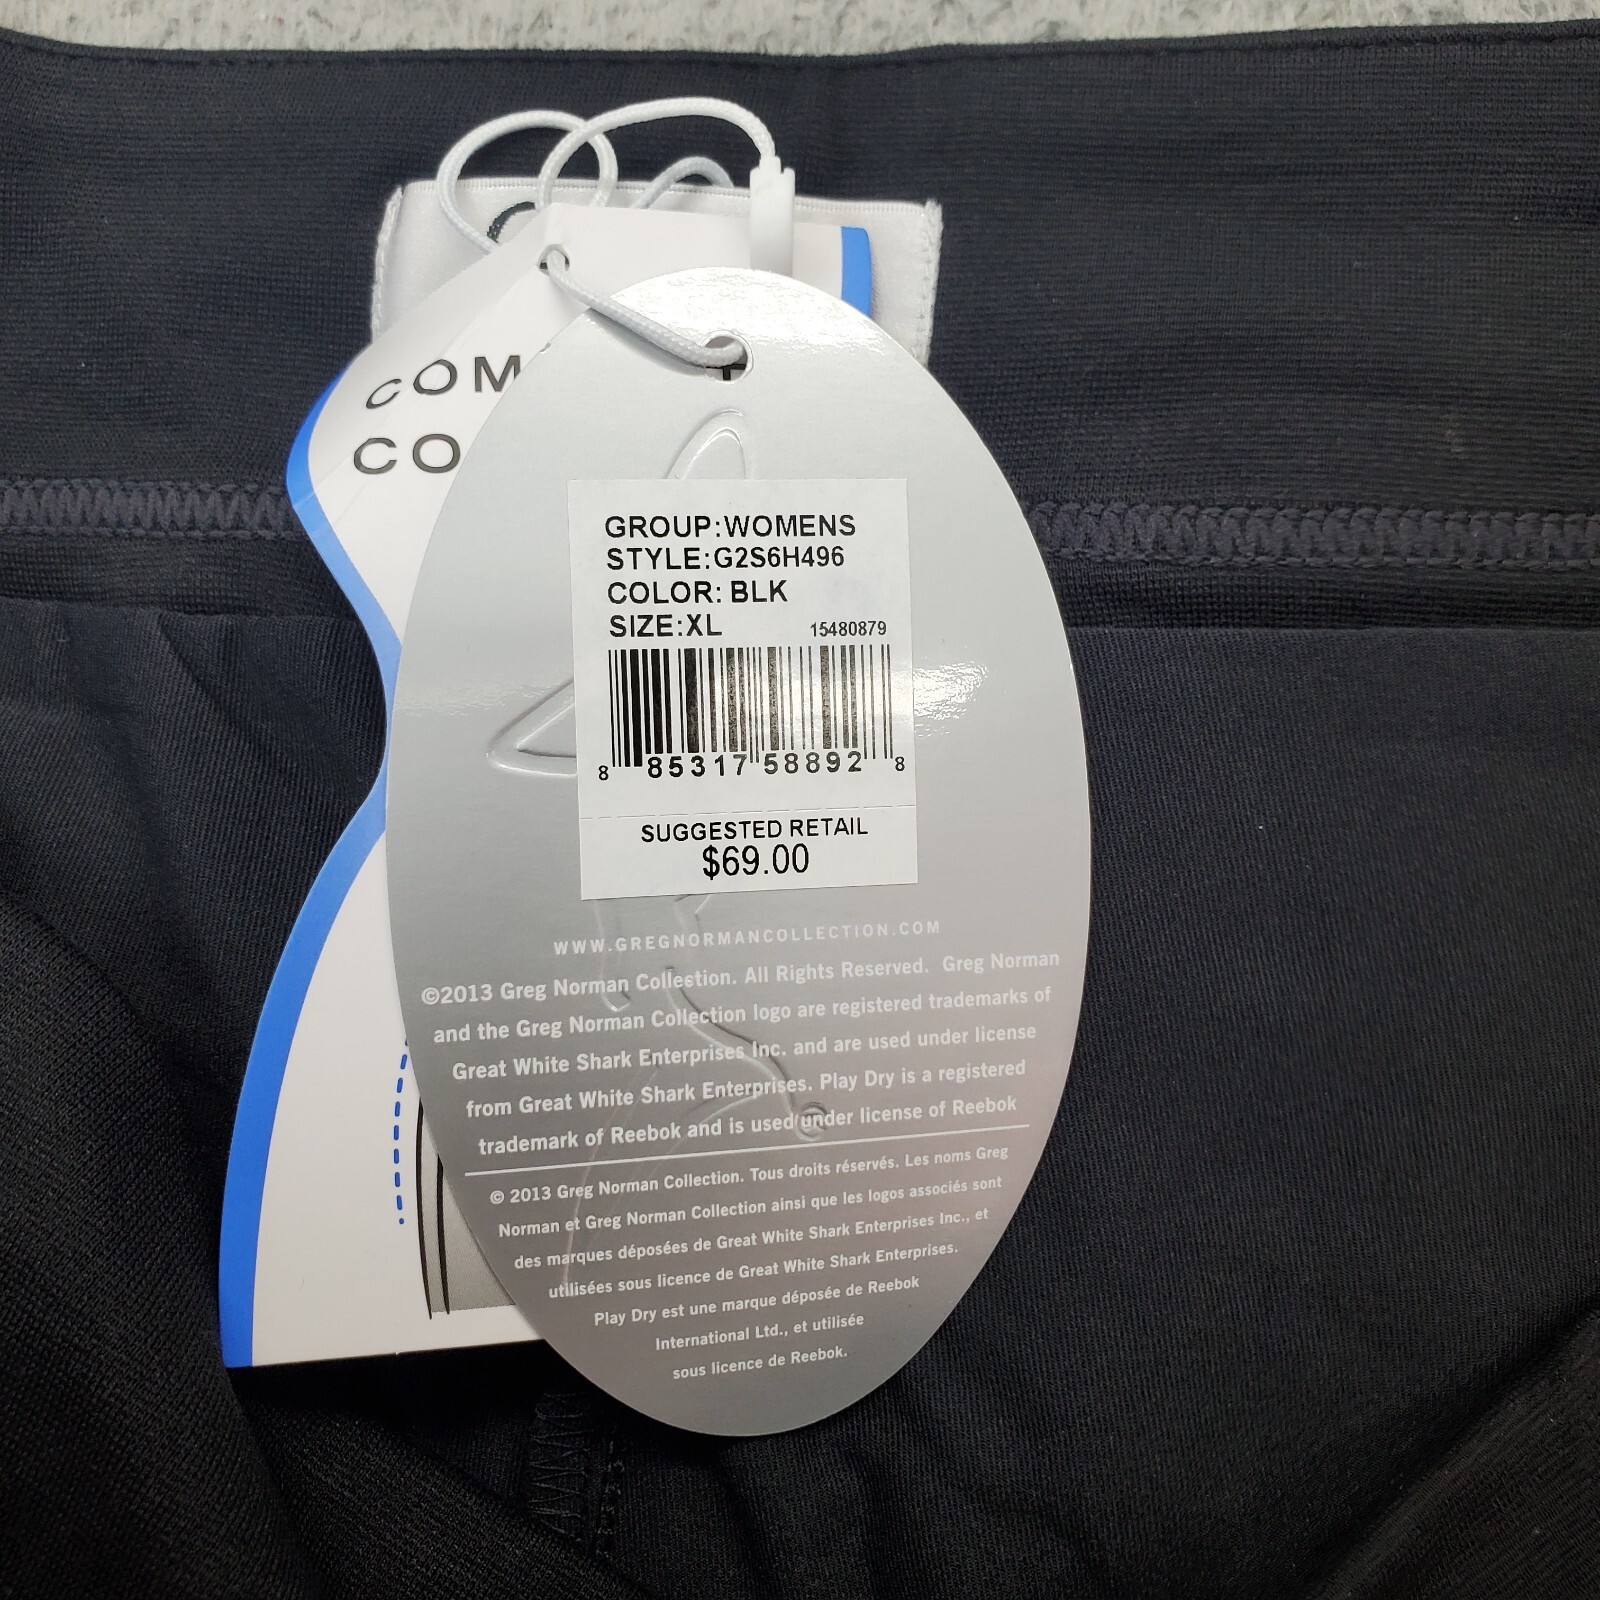 COM
CO
GROUP:WOMENS
STYLE:G2S6H496
COLOR: BLK
SIZE:XL 15480879
8 85317 58892 8
SUGGESTED RETAIL
$69.00
WWW.GREGNORMANCOLLECTION.COM
©2013 Greg Norman Collection. All Rights Reserved. Greg Norman
and the Greg Norman Collection logo are registered trademarks of
Great White Shark Enterprises Inc. and are used under license
from Great White Shark Enterprises. Play Dry is a registered
trademark of Reebok and is used under license of Reebok
© 2013 Greg Norman Collection. Tous droits réservés. Les noms Greg
Norman et Greg Norman Collection ainsi que les logos associés sont
des marques déposées de Great White Shark Enterprises Inc., et
utilisées sous licence de Great White Shark Enterprises.
Play Dry est une marque déposée de Reebok
International Ltd., et utilisée
sous licence de Reebok.